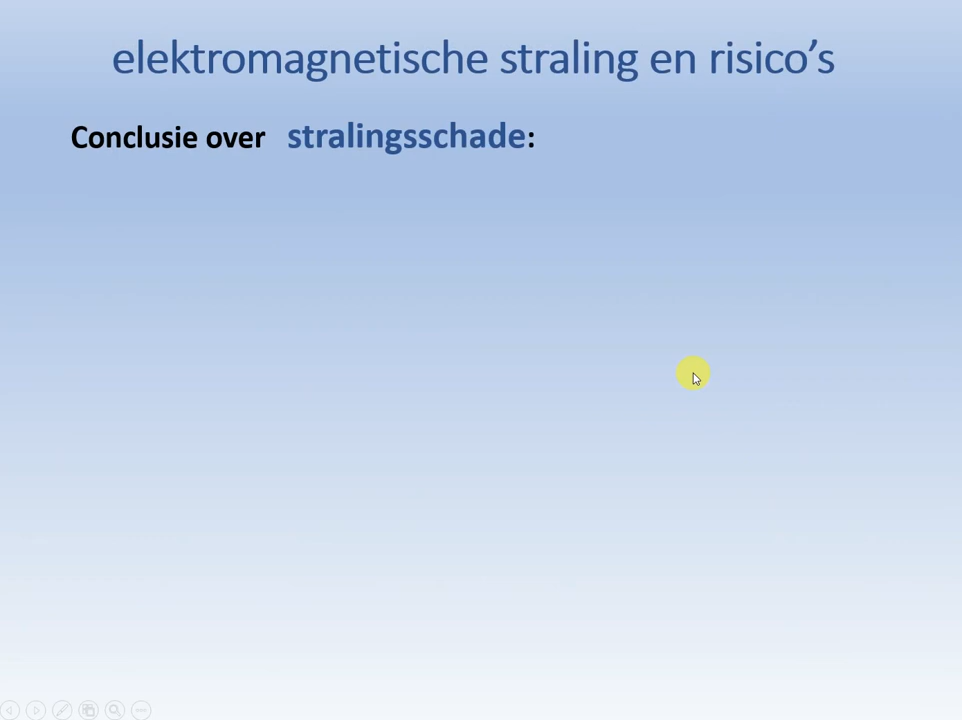 elektromagnetische straling en risico’s
Conclusie over stralingsschade: